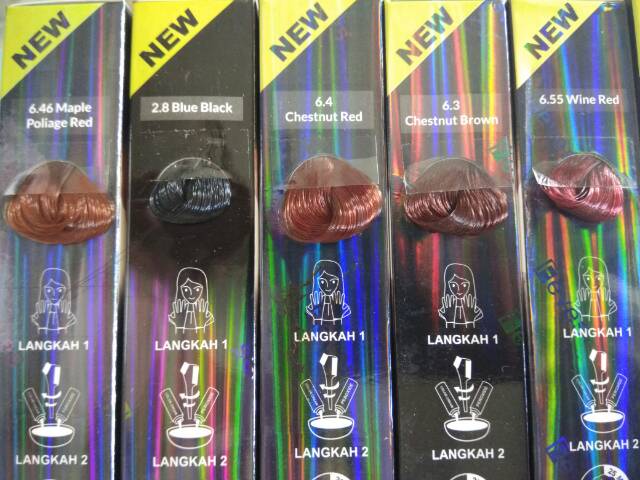 NEW
6.46 Maple
Poliage Red
LANGKAH 1
LANGKAH 2
NEW
2.8 Blue Black
LANGKAH 1
LANGKAH 2
NEW
6.4
Chestnut Red
LANGKAH 1
LANGKAH 2
NEW
6.3
Chestnut Brown
LANGKAH 1
LANGKAH 2
NEW
6.55 Wine Red
LANGKAH 1
LANGKAH 2